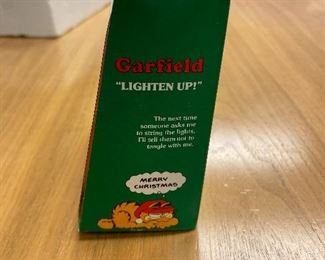 Garfield
"LIGHTEN UP!"
The next time
someone asks me
to string the lights,
I'll tell them not to
tangle with me.
MERRY
CHRISTMAS